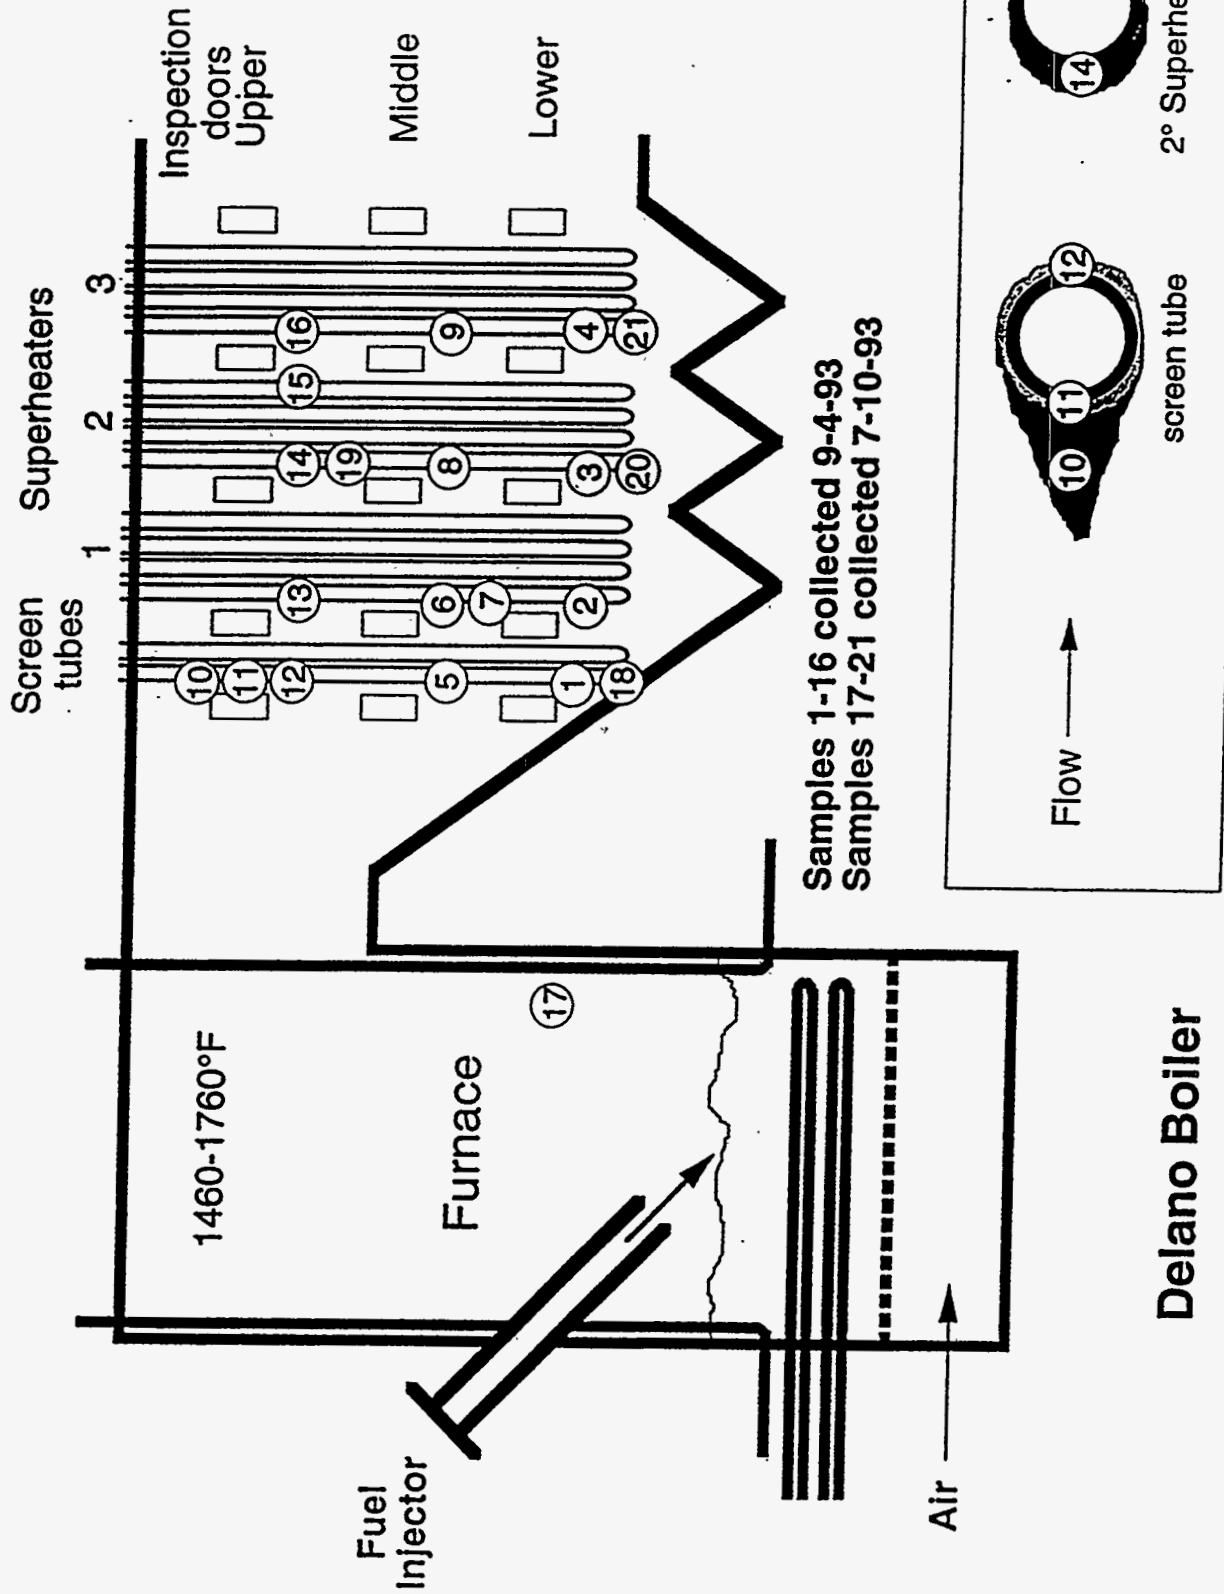 Screen
tubes
Superheaters
1
2
3
Inspection
doors
Upper
Middle
Lower
1460-1760°F
Furnace
Fuel
Injector
Air
10
11
12
5
1
18
13
6
7
2
14
19
8
3
20
15
16
9
4
21
17
Samples 1-16 collected 9-4-93
Samples 17-21 collected 7-10-93
Delano Boiler
Flow
10
11
12
screen tube
14
2° Superhe